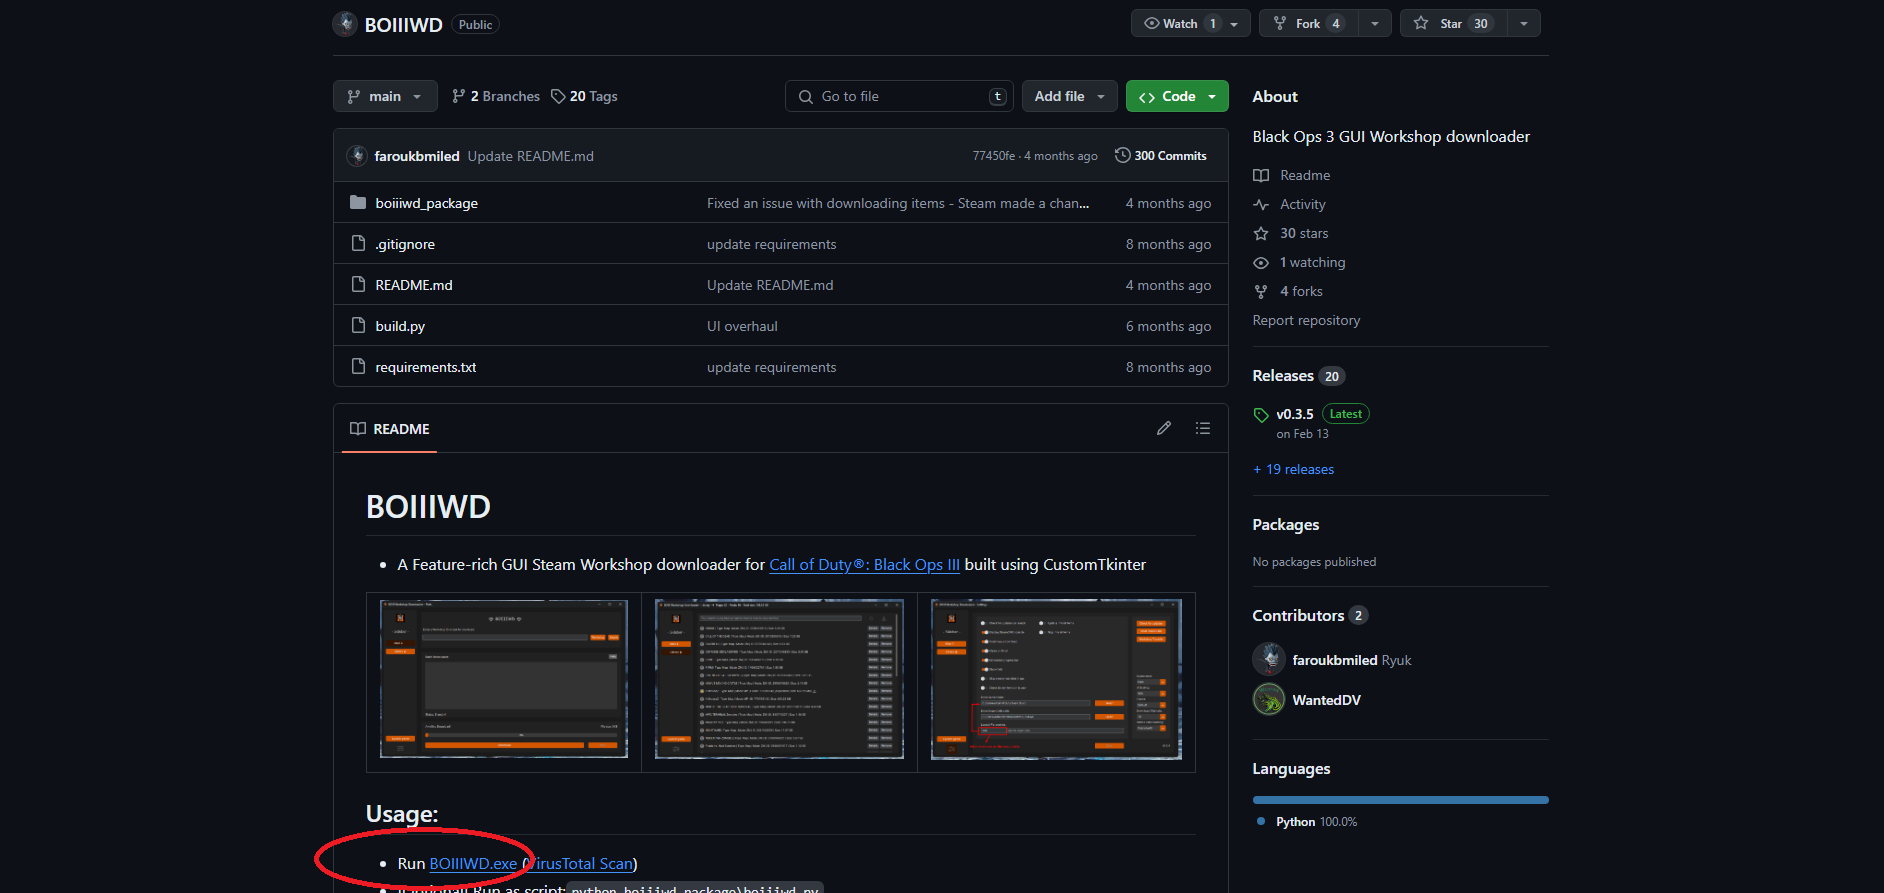 BOIIIWD Public
Watch 1 Fork 4 Star 30
main 2 Branches 20 Tags Go to file t Add file Code
faroukbmiled Update README.md 77450fe · 4 months ago 300 Commits
boiiiwd_package Fixed an issue with downloading items - Steam made a chan... 4 months ago
.gitignore update requirements 8 months ago
README.md Update README.md 4 months ago
build.py UI overhaul 6 months ago
requirements.txt update requirements 8 months ago
README
BOIIIWD
A Feature-rich GUI Steam Workshop downloader for Call of Duty®: Black Ops III built using CustomTkinter
Usage:
Run BOIIIWD.exe (VirusTotal Scan)
(Optional) Run as script: python boiiiwd_package\boiiiwd.py
About
Black Ops 3 GUI Workshop downloader
Readme
Activity
30 stars
1 watching
4 forks
Report repository
Releases 20
v0.3.5 Latest
on Feb 13
+ 19 releases
Packages
No packages published
Contributors 2
faroukbmiled Ryuk
WantedDV
Languages
Python 100.0%